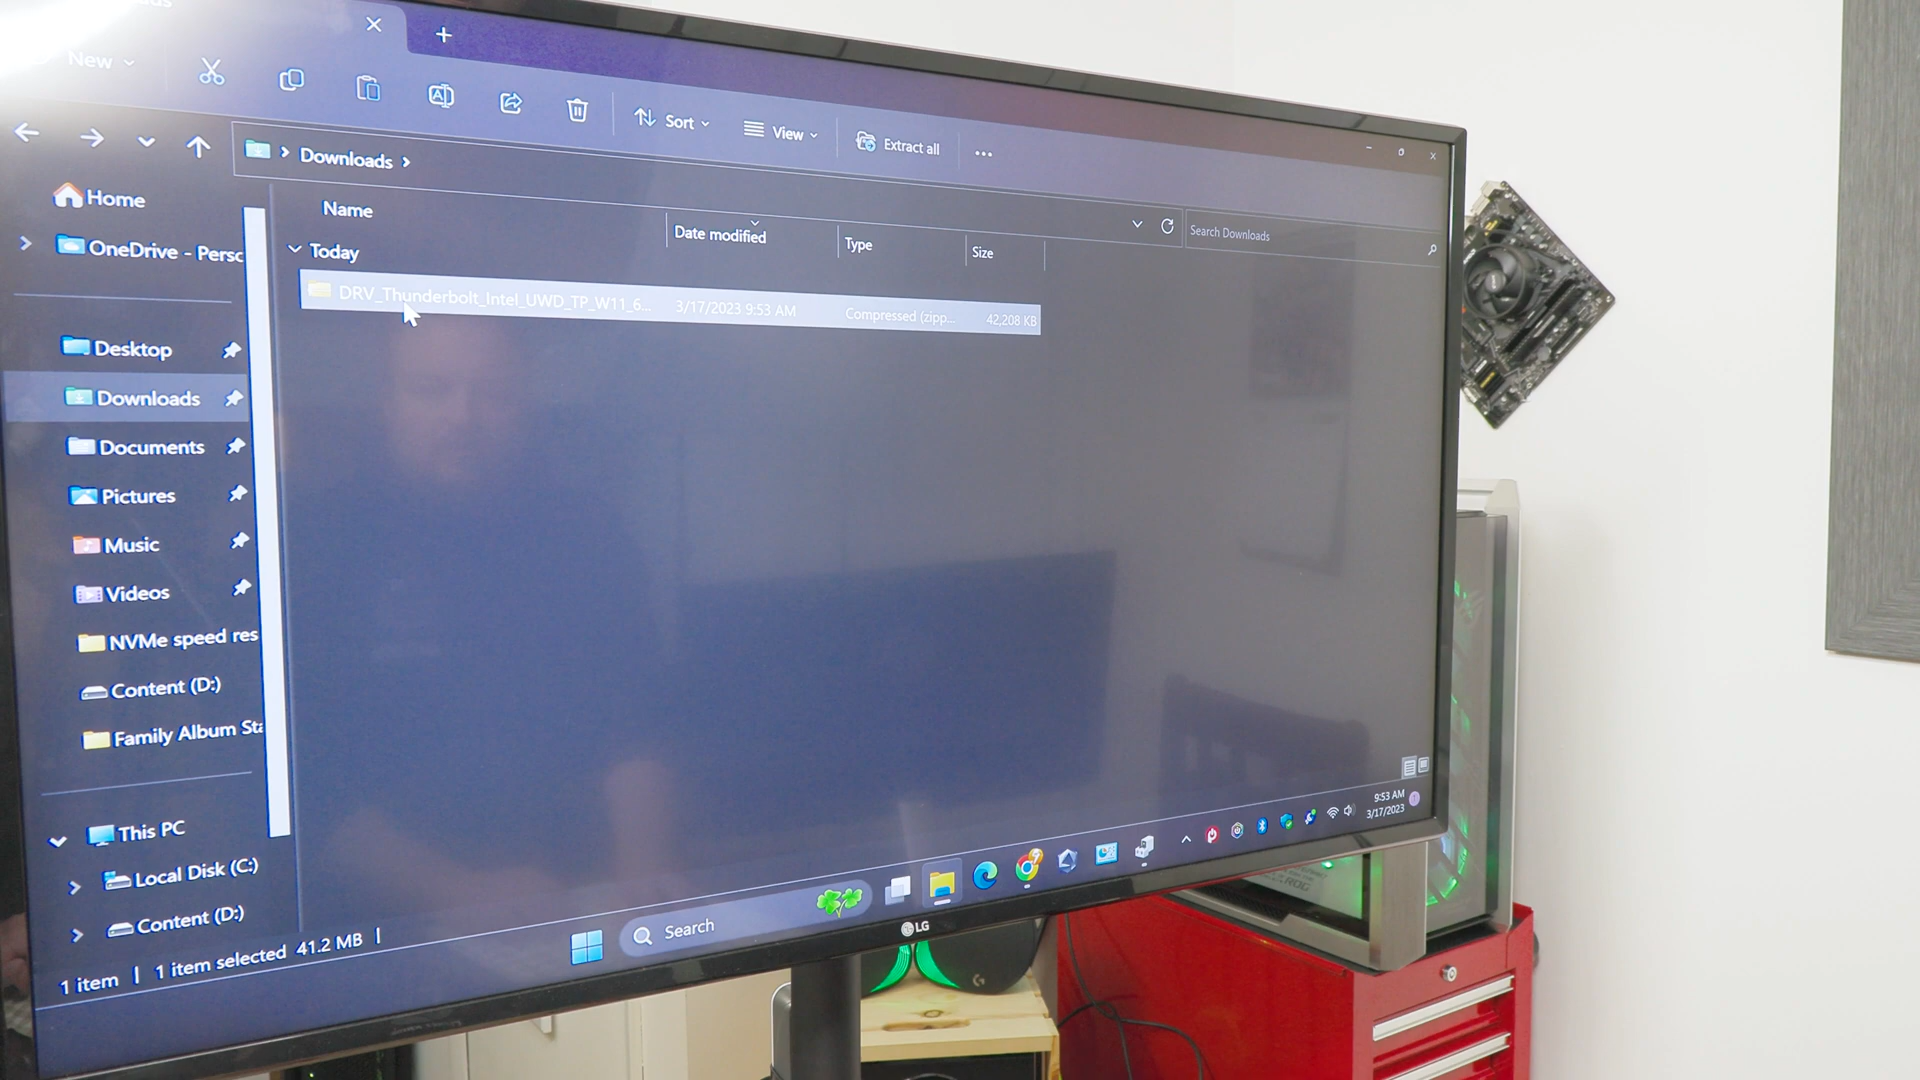 New
Sort
View
Extract all
Downloads
Search Downloads
Home
OneDrive - Persc
Desktop
Downloads
Documents
Pictures
Music
Videos
NVMe speed res
Content (D:)
Family Album Sta
This PC
Local Disk (C:)
Content (D:)
Name
Date modified
Type
Size
Today
DRV_Thunderbolt_Intel_UWD_TP_W11_6...
3/17/2023 9:53 AM
Compressed (zipp...
42,208 KB
1 item
1 item selected 41.2 MB
Search
9:53 AM
3/17/2023
LG
G
ROG